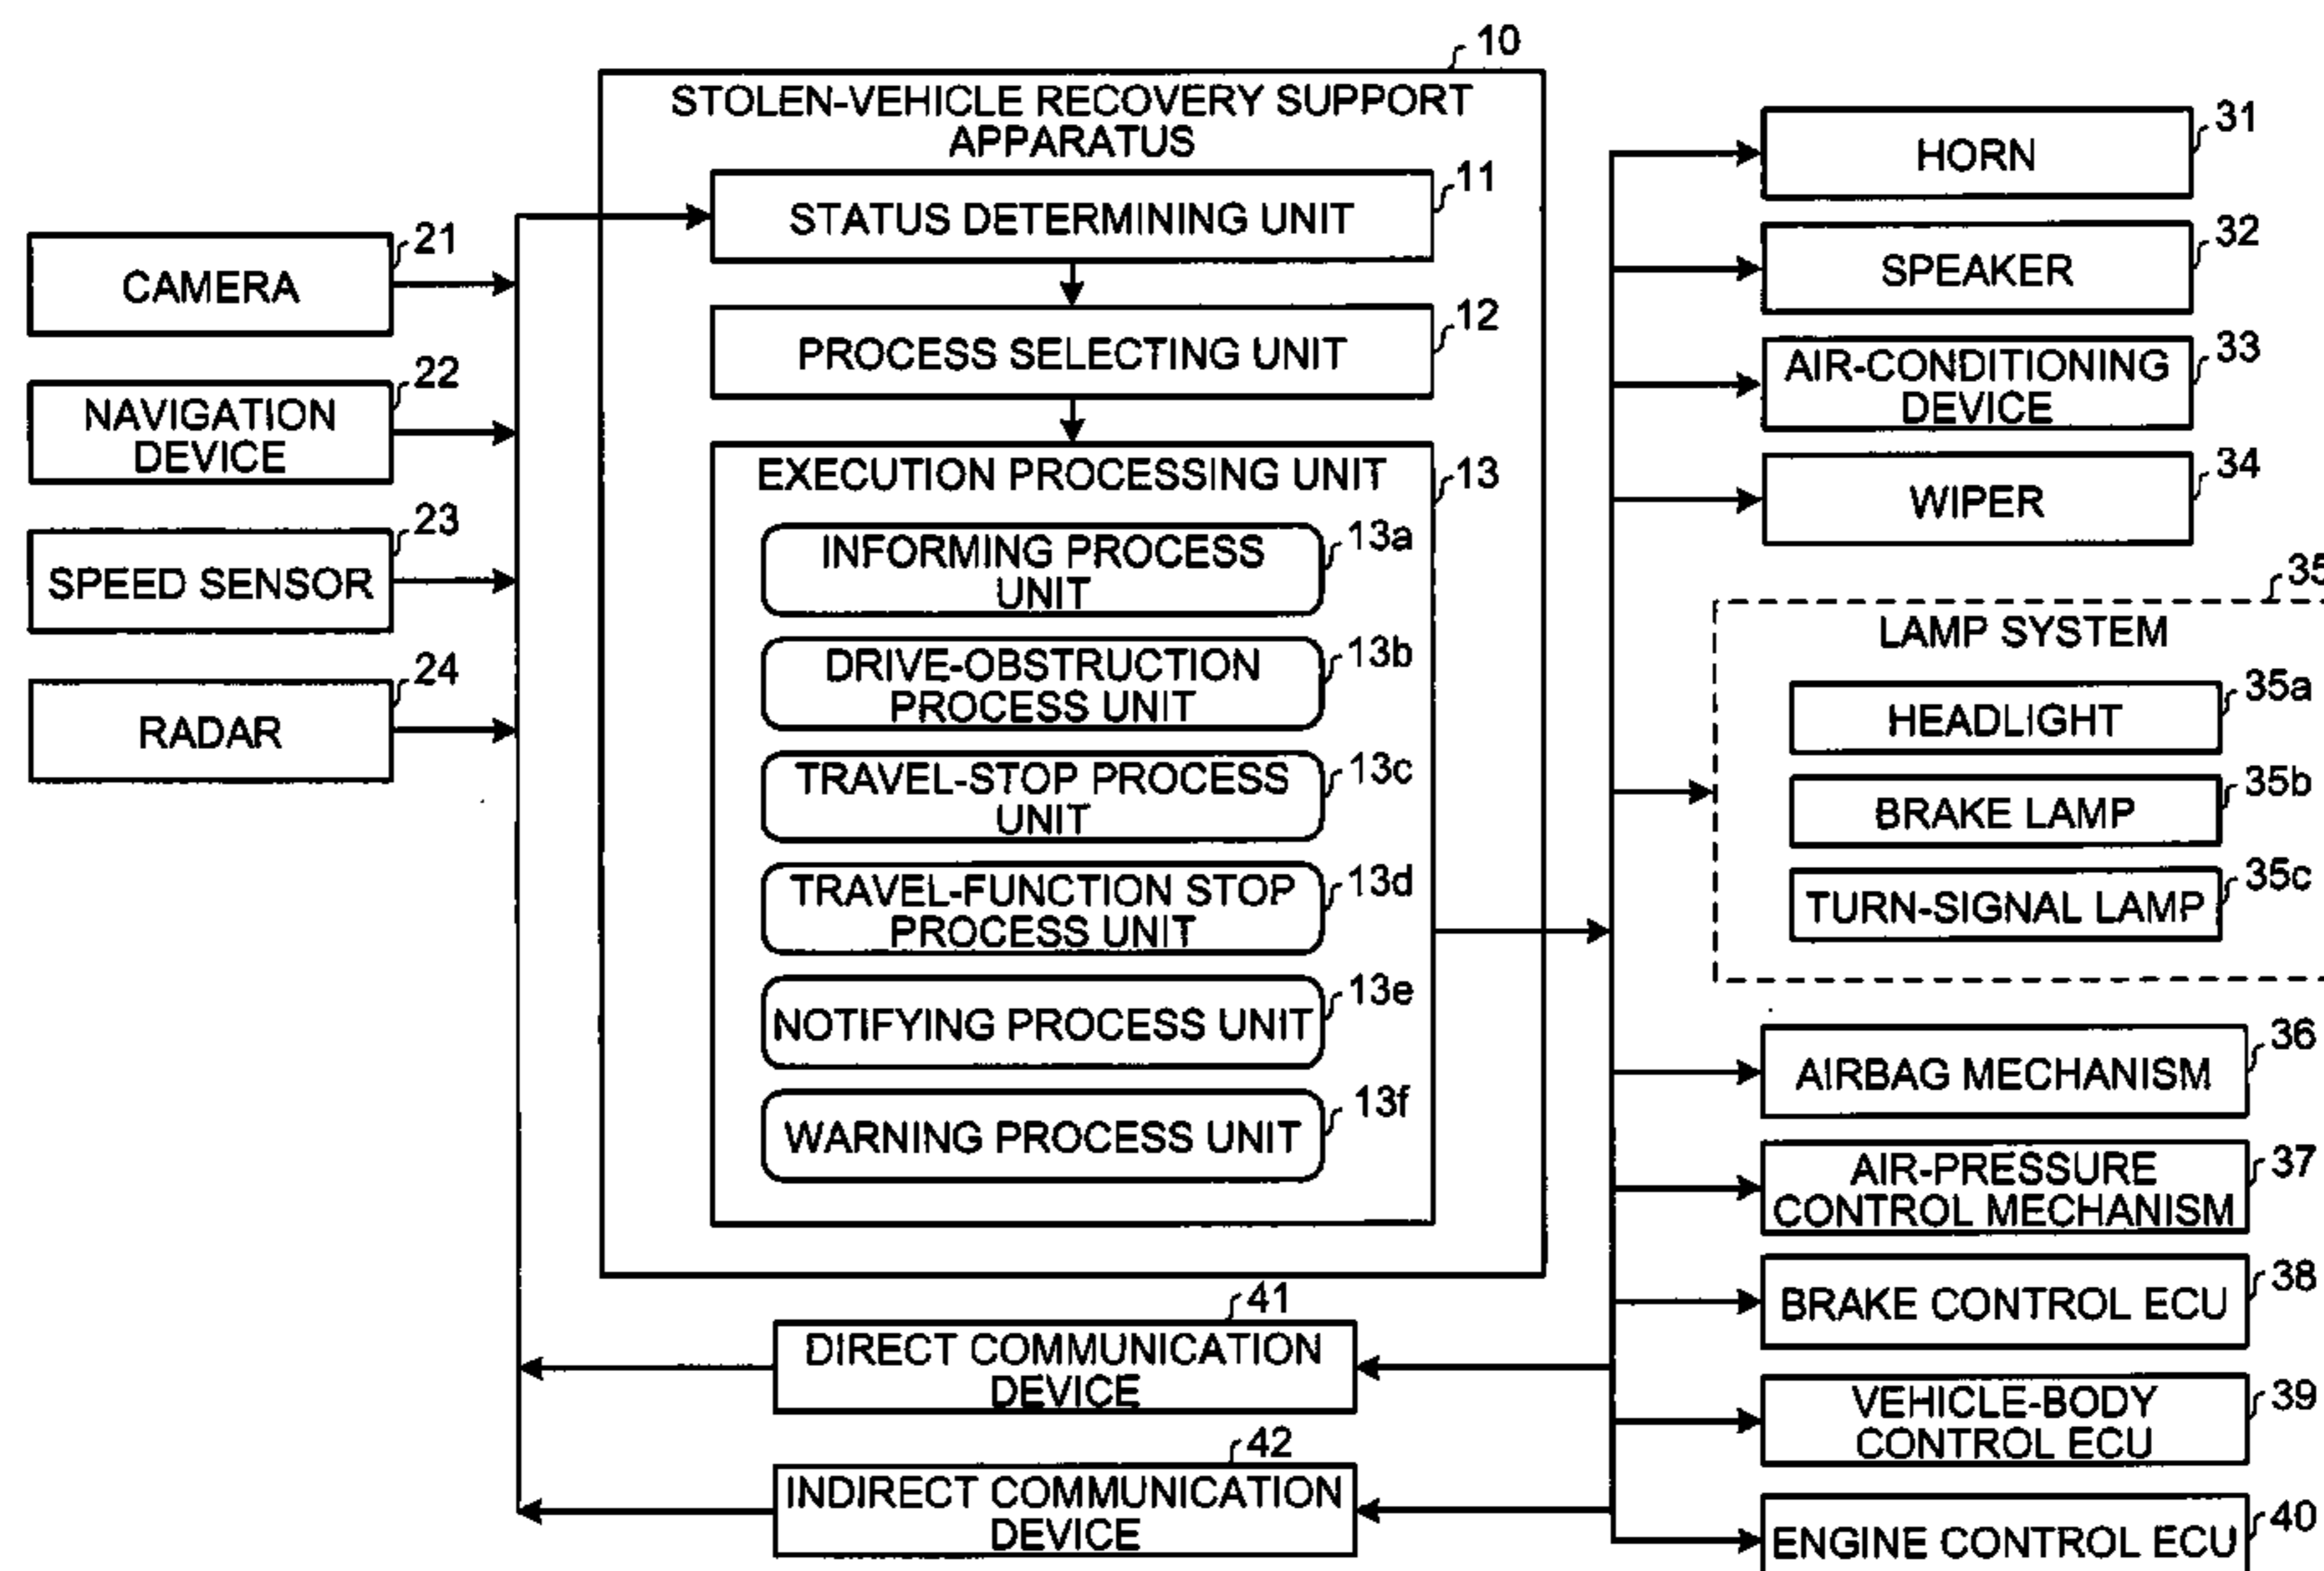 10
STOLEN-VEHICLE RECOVERY SUPPORT
APPARATUS
11
STATUS DETERMINING UNIT
12
PROCESS SELECTING UNIT
EXECUTION PROCESSING UNIT
13
INFORMING PROCESS
UNIT
13a
DRIVE-OBSTRUCTION
PROCESS UNIT
13b
TRAVEL-STOP PROCESS
UNIT
13c
TRAVEL-FUNCTION STOP
PROCESS UNIT
13d
NOTIFYING PROCESS UNIT
13e
WARNING PROCESS UNIT
13f
21
CAMERA
22
NAVIGATION
DEVICE
23
SPEED SENSOR
24
RADAR
41
DIRECT COMMUNICATION
DEVICE
42
INDIRECT COMMUNICATION
DEVICE
31
HORN
32
SPEAKER
33
AIR-CONDITIONING
DEVICE
34
WIPER
35
LAMP SYSTEM
35a
HEADLIGHT
35b
BRAKE LAMP
35c
TURN-SIGNAL LAMP
36
AIRBAG MECHANISM
37
AIR-PRESSURE
CONTROL MECHANISM
38
BRAKE CONTROL ECU
39
VEHICLE-BODY
CONTROL ECU
40
ENGINE CONTROL ECU